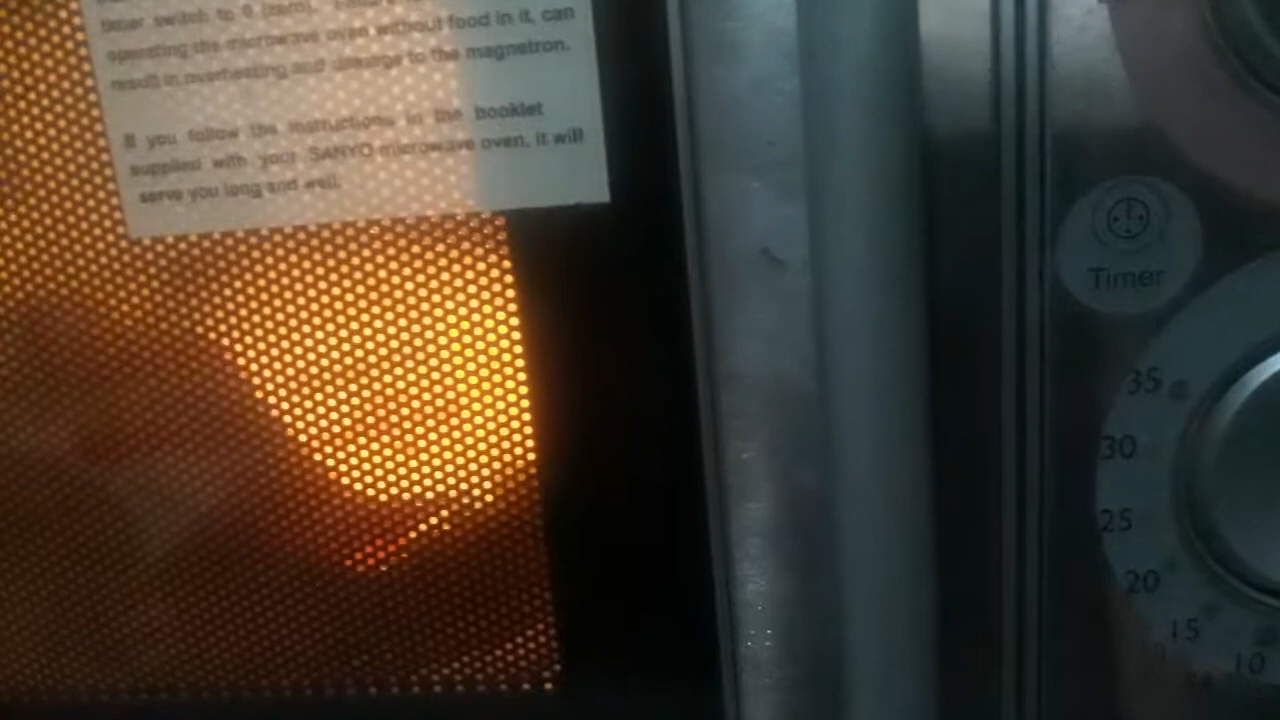 timer switch to 0 (zero).
operating the microwave oven without food in it, can
result in overheating and damage to the magnetron.
If you follow the instructions in the booklet
supplied with your SANYO microwave oven, it will
serve you long and well.
Timer
35
30
25
20
15
10